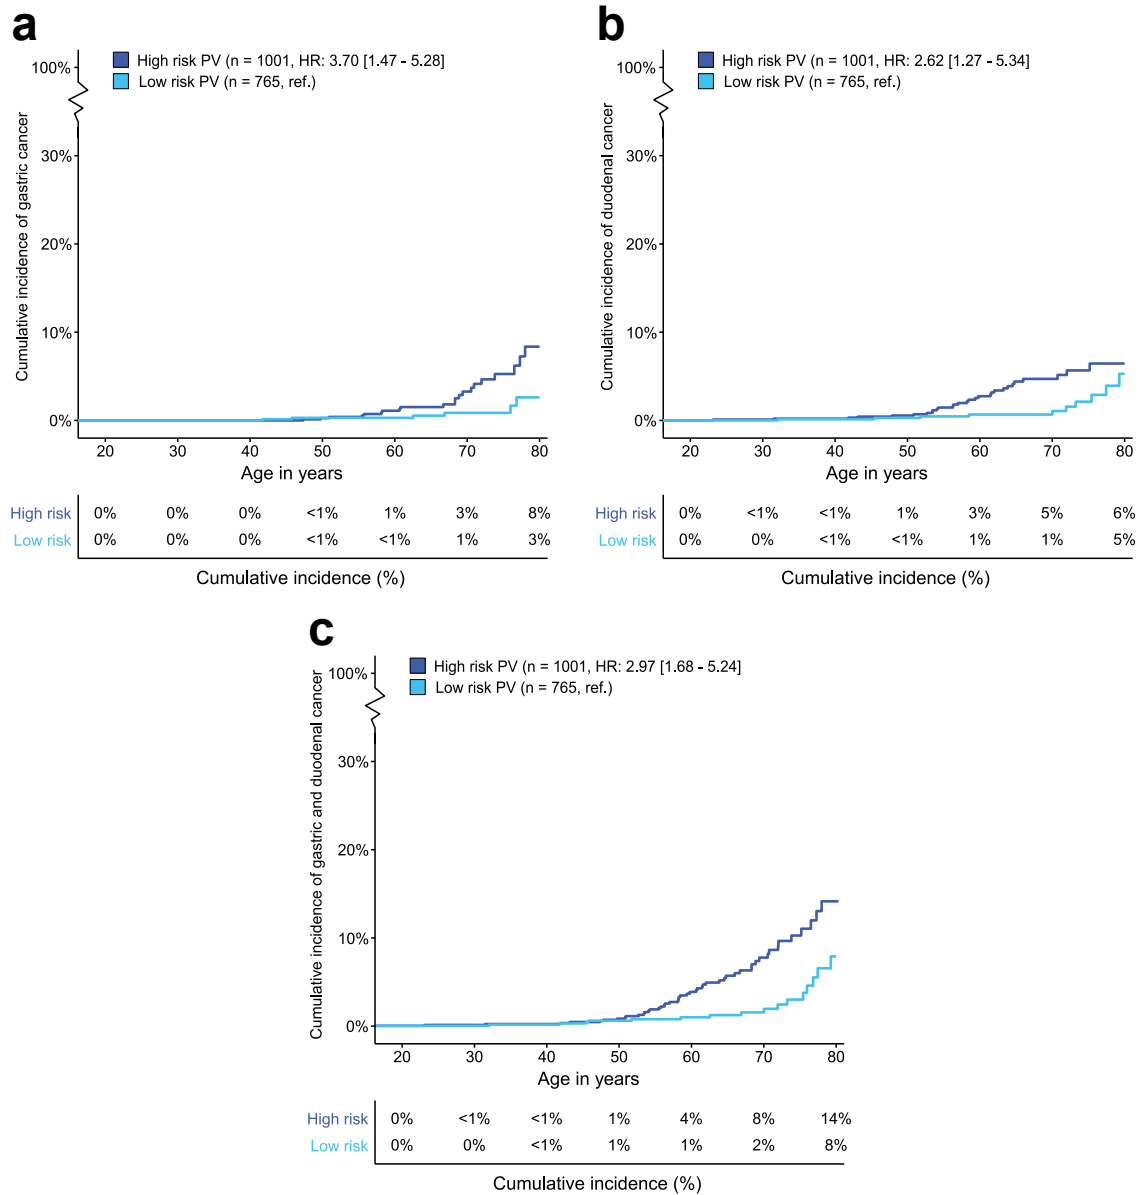 a
High risk PV (n = 1001, HR: 3.70 [1.47 - 5.28]
Low risk PV (n = 765, ref.)
Cumulative incidence of gastric cancer
100%
30%
20%
10%
0%
20 30 40 50 60 70 80
Age in years
High risk 0% 0% 0% <1% 1% 3% 8%
Low risk 0% 0% 0% <1% <1% 1% 3%
Cumulative incidence (%)
b
High risk PV (n = 1001, HR: 2.62 [1.27 - 5.34]
Low risk PV (n = 765, ref.)
Cumulative incidence of duodenal cancer
100%
30%
20%
10%
0%
20 30 40 50 60 70 80
Age in years
High risk 0% <1% <1% 1% 3% 5% 6%
Low risk 0% 0% <1% <1% 1% 1% 5%
Cumulative incidence (%)
c
High risk PV (n = 1001, HR: 2.97 [1.68 - 5.24]
Low risk PV (n = 765, ref.)
Cumulative incidence of gastric and duodenal cancer
100%
30%
20%
10%
0%
20 30 40 50 60 70 80
Age in years
High risk 0% <1% <1% 1% 4% 8% 14%
Low risk 0% 0% <1% 1% 1% 2% 8%
Cumulative incidence (%)